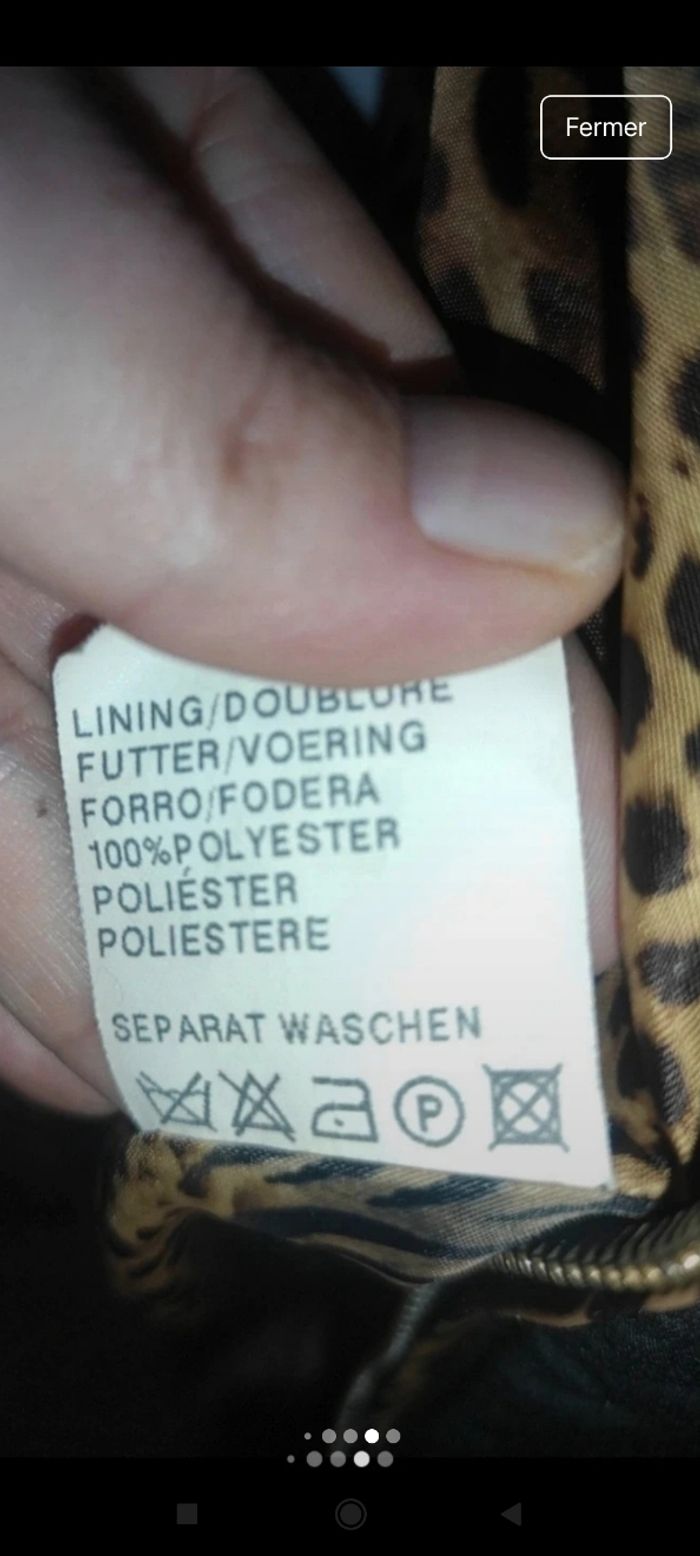 Fermer
LINING/DOUBLURE
FUTTER/VOERING
FORRO/FODERA
100%POLYESTER
POLIÉSTER
POLIESTERE
SEPARAT WASCHEN
P